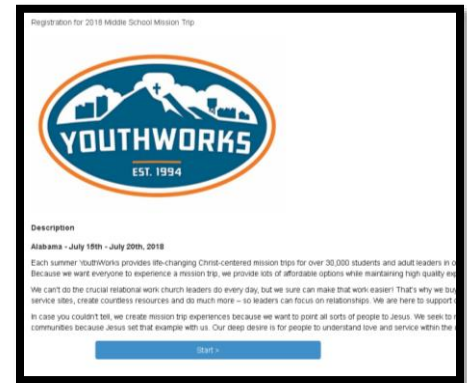 Registration for 2018 Middle School Mission Trip
YOUTHWORKS
EST. 1994
Description
Alabama - July 15th - July 20th, 2018
Each summer YouthWorks provides life-changing Christ-centered mission trips for over 30,000 students and adult leaders in
Because we want everyone to experience a mission trip, we provide lots of affordable options while maintaining high quality
We can't do the crucial relational work church leaders do every day, but we sure can make that work easier! That's why we buy
service sites, create countless resources and do much more – so leaders can focus on relationships. We are here to support
In case you couldn't tell, we create mission trip experiences because we want to point all sorts of people to Jesus. We seek to
communities because Jesus set that example with us. Our deep desire is for people to understand love and service within the
Start >